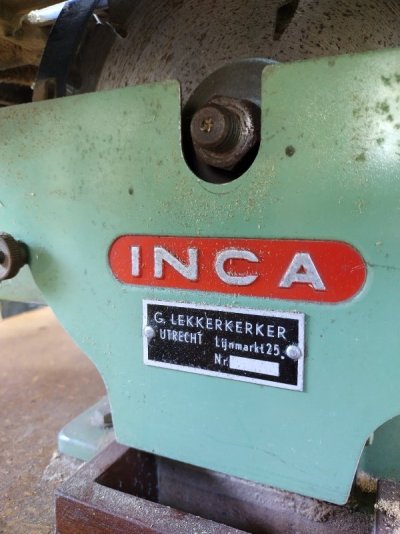 INCA
G. LEKKERKERKER
UTRECHT Lijnmarkt 25.
Nr.